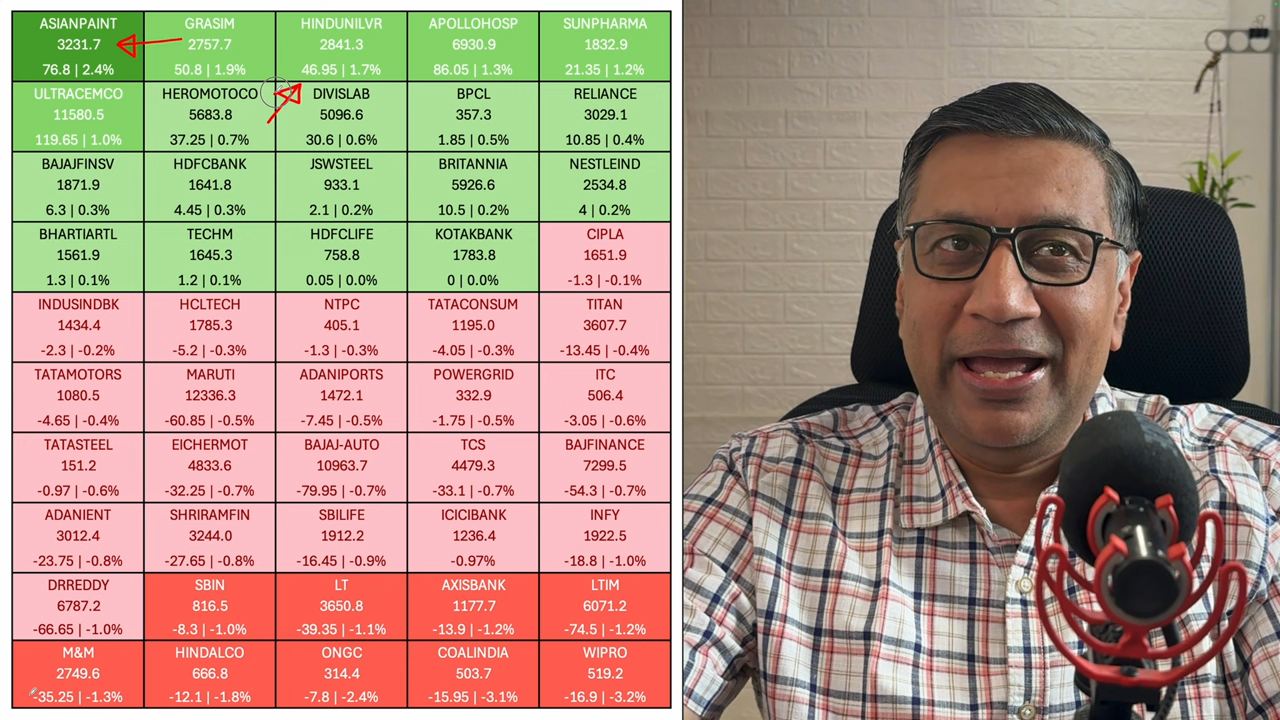 ASIANPAINT GRASIM HINDUNILVR APOLLOHOSP SUNPHARMA
3231.7 2757.7 2841.3 6930.9 1832.9
76.8 | 2.4% 50.8 | 1.9% 46.95 | 1.7% 86.05 | 1.3% 21.35 | 1.2%
ULTRACEMCO HEROMOTOCO DIVISLAB BPCL RELIANCE
11580.5 5683.8 5096.6 357.3 3029.1
119.65 | 1.0% 37.25 | 0.7% 30.6 | 0.6% 1.85 | 0.5% 10.85 | 0.4%
BAJAJFINSV HDFCBANK JSWSTEEL BRITANNIA NESTLEIND
1871.9 1641.8 933.1 5926.6 2534.8
6.3 | 0.3% 4.45 | 0.3% 2.1 | 0.2% 10.5 | 0.2% 4 | 0.2%
BHARTIARTL TECHM HDFCLIFE KOTAKBANK CIPLA
1561.9 1645.3 758.8 1783.8 1651.9
1.3 | 0.1% 1.2 | 0.1% 0.05 | 0.0% 0 | 0.0% -1.3 | -0.1%
INDUSINDBK HCLTECH NTPC TATACONSUM TITAN
1434.4 1785.3 405.1 1195.0 3607.7
-2.3 | -0.2% -5.2 | -0.3% -1.3 | -0.3% -4.05 | -0.3% -13.45 | -0.4%
TATAMOTORS MARUTI ADANIPORTS POWERGRID ITC
1080.5 12336.3 1472.1 332.9 506.4
-4.65 | -0.4% -60.85 | -0.5% -7.45 | -0.5% -1.75 | -0.5% -3.05 | -0.6%
TATASTEEL EICHERMOT BAJAJ-AUTO TCS BAJFINANCE
151.2 4833.6 10963.7 4479.3 7299.5
-0.97 | -0.6% -32.25 | -0.7% -79.95 | -0.7% -33.1 | -0.7% -54.3 | -0.7%
ADANIENT SHRIRAMFIN SBILIFE ICICIBANK INFY
3012.4 3244.0 1912.2 1236.4 1922.5
-23.75 | -0.8% -27.65 | -0.8% -16.45 | -0.9% -0.97% -18.8 | -1.0%
DRREDDY SBIN LT AXISBANK LTIM
6787.2 816.5 3650.8 1177.7 6071.2
-66.65 | -1.0% -8.3 | -1.0% -39.35 | -1.1% -13.9 | -1.2% -74.5 | -1.2%
M&M HINDALCO ONGC COALINDIA WIPRO
2749.6 666.8 314.4 503.7 519.2
-35.25 | -1.3% -12.1 | -1.8% -7.8 | -2.4% -15.95 | -3.1% -16.9 | -3.2%